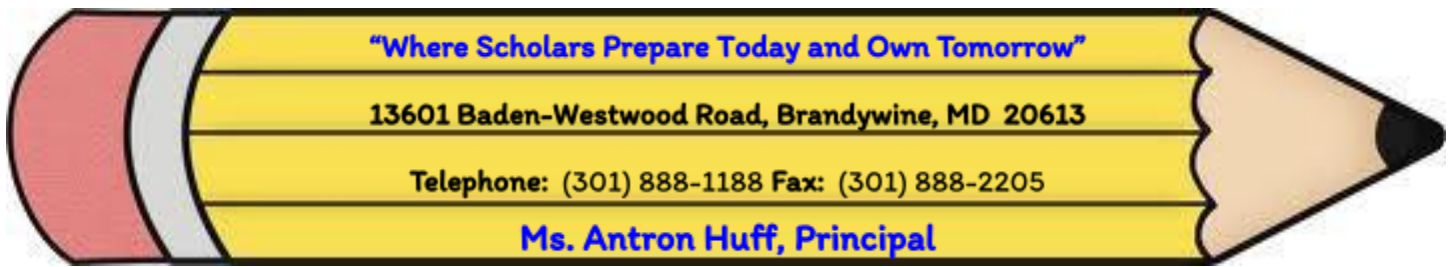 “Where Scholars Prepare Today and Own Tomorrow”
13601 Baden-Westwood Road, Brandywine, MD  20613
Telephone:  (301) 888-1188 Fax:  (301) 888-2205
Ms. Antron Huff, Principal